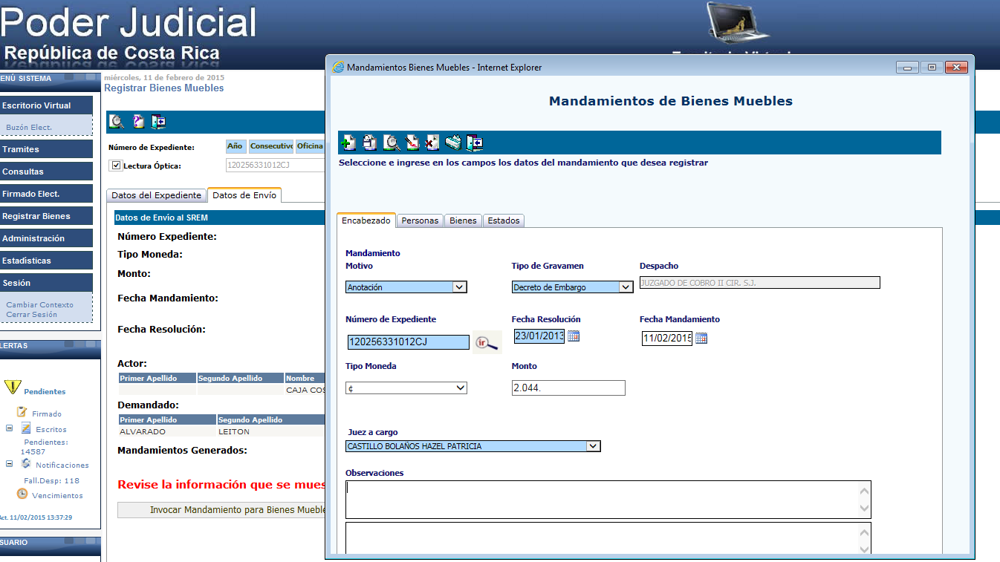 Poder Judicial
República de Costa Rica
ENÚ SISTEMA
Escritorio Virtual
Buzón Elect.
Tramites
Consultas
Firmado Elect.
Registrar Bienes
Administración
Estadísticas
Sesión
Cambiar Contexto
Cerrar Sesión
LERTAS
Pendientes
Firmado
Escritos
Pendientes:
14587
Notificaciones
Fall.Desp: 118
Vencimientos
Act. 11/02/2015 13:37:29
SUARIO
miércoles, 11 de febrero de 2015
Registrar Bienes Muebles
Número de Expediente:
Año Consecutivo Oficina
Lectura Óptica:
120256331012CJ
Datos del Expediente Datos de Envío
Datos de Envio al SREM
Número Expediente:
Tipo Moneda:
Monto:
Fecha Mandamiento:
Fecha Resolución:
Actor:
Primer Apellido Segundo Apellido Nombre
CAJA COS
Demandado:
Primer Apellido Segundo Apellido
ALVARADO LEITON
Mandamientos Generados:
Revise la información que se mues
Invocar Mandamiento para Bienes Mueble
Mandamientos Bienes Muebles - Internet Explorer
Mandamientos de Bienes Muebles
Seleccione e ingrese en los campos los datos del mandamiento que desea registrar
Encabezado Personas Bienes Estados
Mandamiento
Motivo Tipo de Gravamen Despacho
Anotación Decreto de Embargo JUZGADO DE COBRO II CIR. S.J.
Número de Expediente Fecha Resolución Fecha Mandamiento
120256331012CJ ir 23/01/2013 11/02/2015
Tipo Moneda Monto
¢ 2.044.
Juez a cargo
CASTILLO BOLAÑOS HAZEL PATRICIA
Observaciones